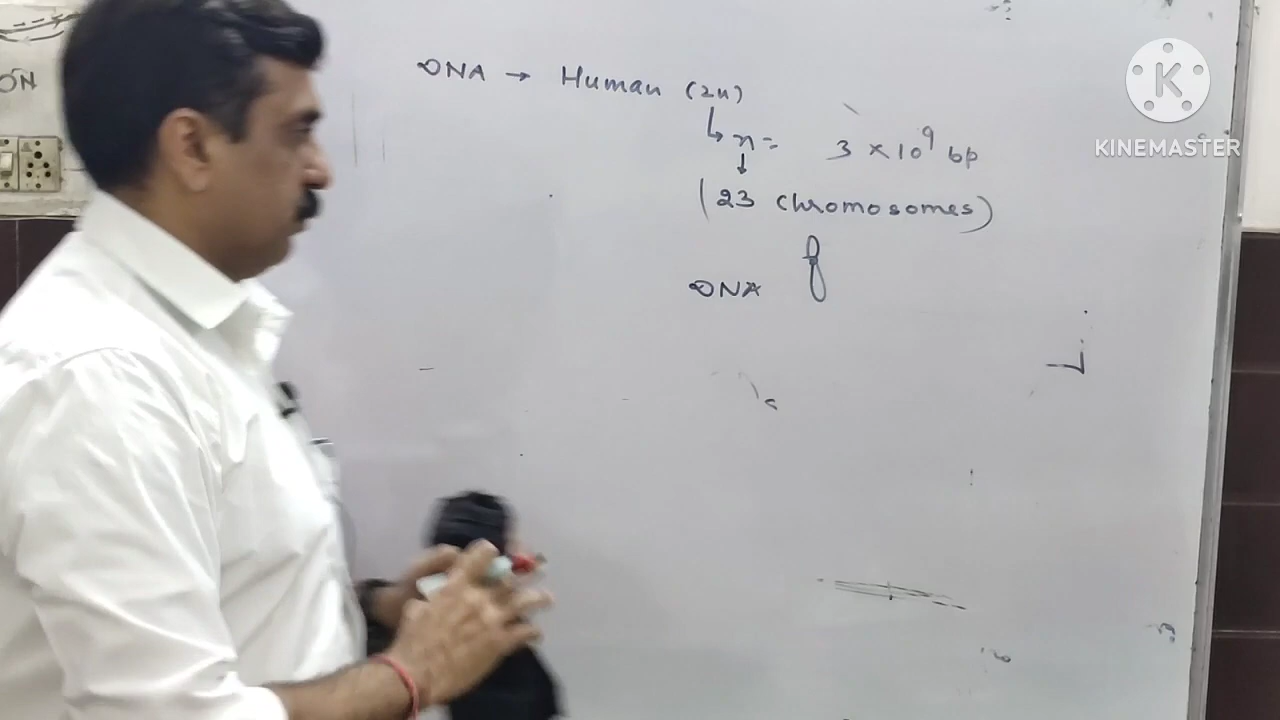 ON
DNA → Human (2n)
n = 3 × 10⁹ bp
(23 chromosomes)
DNA
K
KINEMASTER